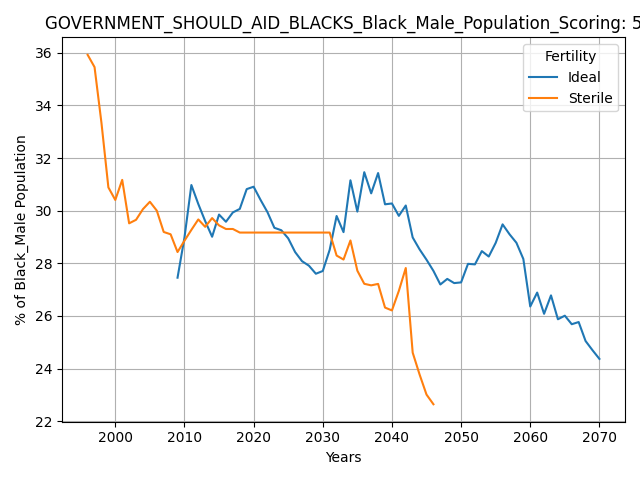 GOVERNMENT_SHOULD_AID_BLACKS_Black_Male_Population_Scoring: 5
Fertility
Ideal
Sterile
% of Black_Male Population
36
34
32
30
28
26
24
22
2000 2010 2020 2030 2040 2050 2060 2070
Years